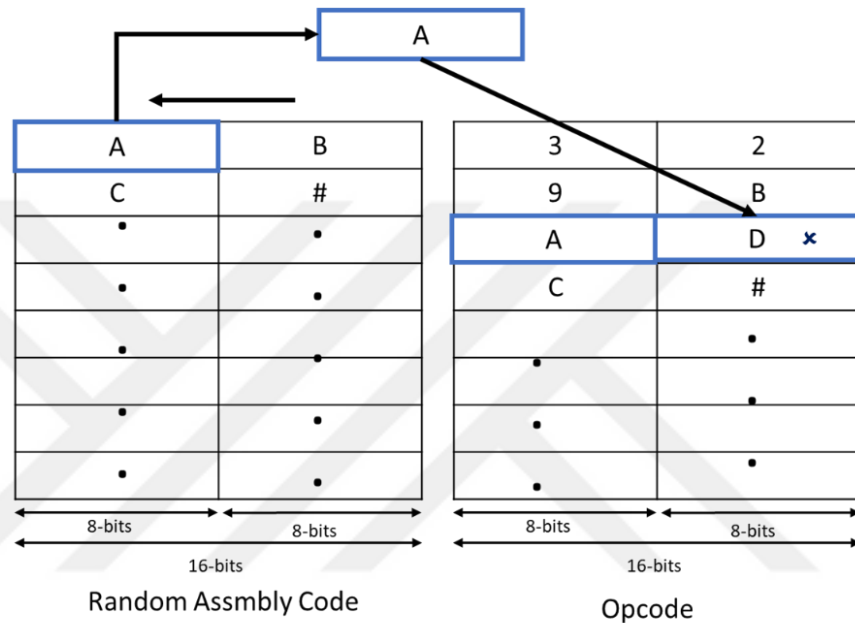 A
A B
C #
3 2
9 B
A D ×
C #
8-bits 8-bits
16-bits
8-bits 8-bits
16-bits
Random Assmbly Code
Opcode